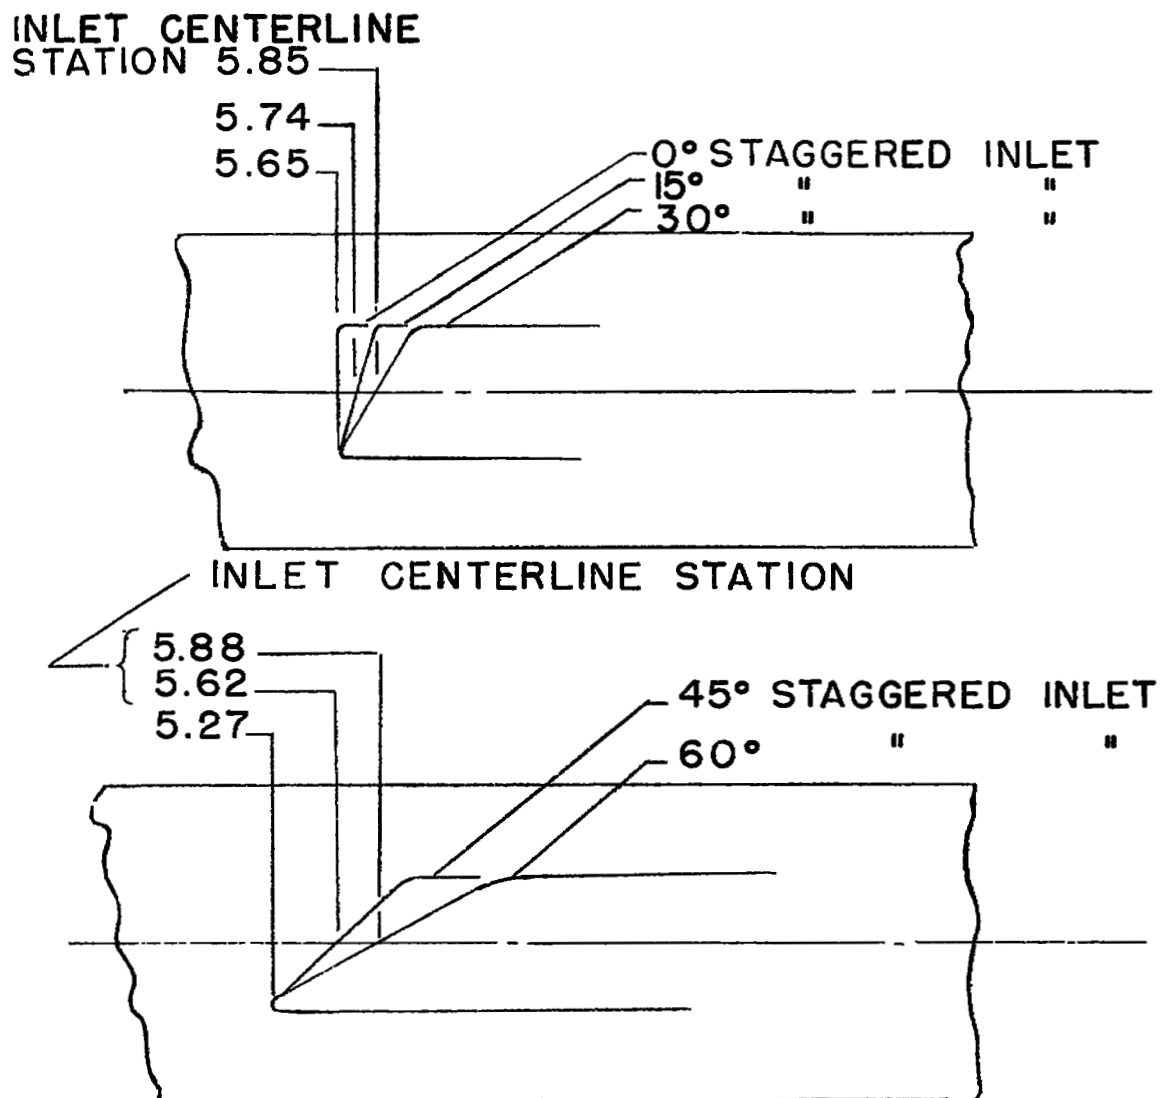 INLET CENTERLINE
STATION 5.85
5.74
5.65
0° STAGGERED INLET
15° " "
30° " "
INLET CENTERLINE STATION
5.88
5.62
5.27
45° STAGGERED INLET
60° " "